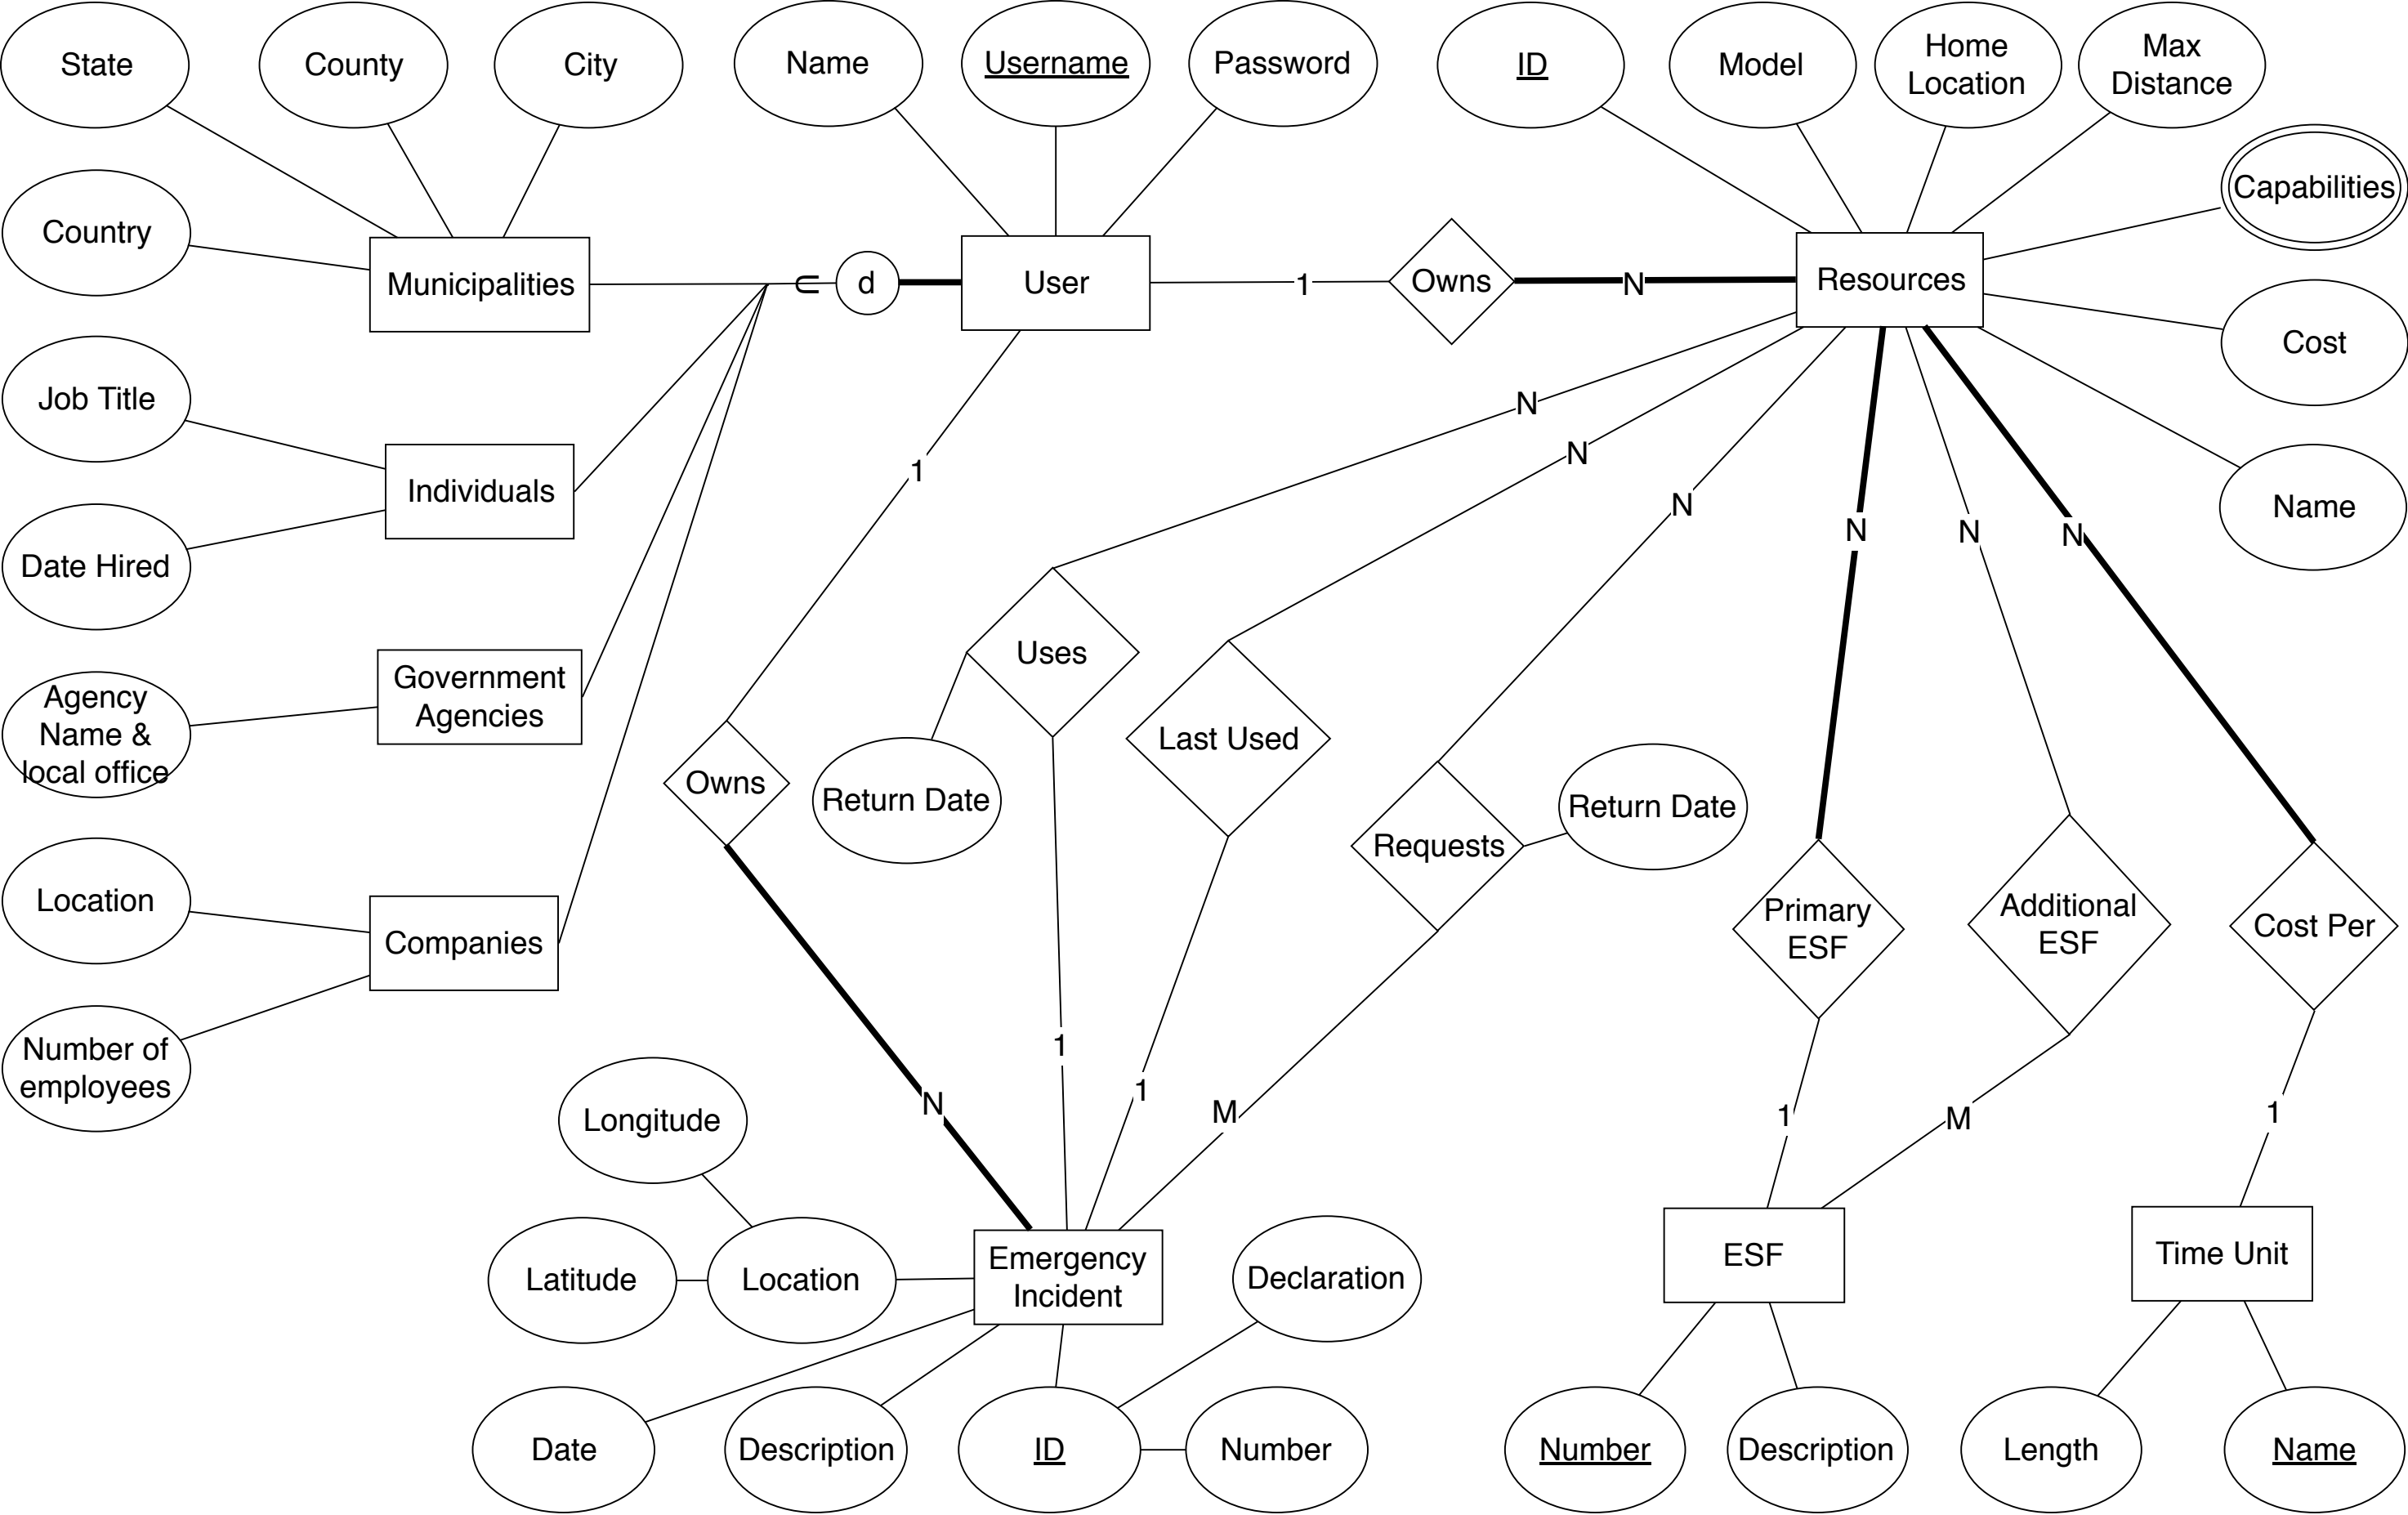 State
County
City
Name
Username
Password
ID
Model
Home
Location
Max
Distance
Capabilities
Country
Municipalities
⊂
d
User
1
Owns
N
Resources
Cost
Job Title
Individuals
1
N
N
N
N
N
N
Name
Date Hired
Government
Agencies
Agency
Name &
local office
Uses
Last Used
Owns
Return Date
Requests
Return Date
Location
Companies
Primary
ESF
Additional
ESF
Cost Per
Number of
employees
N
1
1
M
1
M
1
Longitude
Latitude
Location
Emergency
Incident
Declaration
ESF
Time Unit
Date
Description
ID
Number
Number
Description
Length
Name